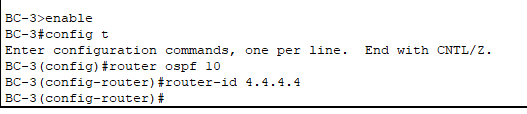 BC-3>enable
BC-3#config t
Enter configuration commands, one per line.  End with CNTL/Z.
BC-3(config)#router ospf 10
BC-3(config-router)#router-id 4.4.4.4
BC-3(config-router)#